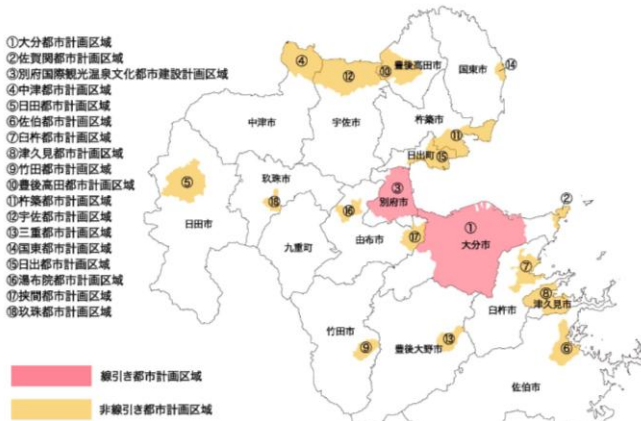 ①大分都市計画区域
②佐賀関都市計画区域
③別府国際観光温泉文化都市建設計画区域
④中津都市計画区域
⑤日田都市計画区域
⑥佐伯都市計画区域
⑦臼杵都市計画区域
⑧津久見都市計画区域
⑨竹田都市計画区域
⑩豊後高田都市計画区域
⑪杵築都市計画区域
⑫宇佐都市計画区域
⑬三重都市計画区域
⑭国東都市計画区域
⑮日出都市計画区域
⑯湯布院都市計画区域
⑰挾間都市計画区域
⑱玖珠都市計画区域
線引き都市計画区域
非線引き都市計画区域
④
⑫
⑩
豊後高田市
国東市
⑭
中津市
宇佐市
杵築市
⑪
日出町
⑮
⑤
日田市
玖珠市
⑱
九重町
⑯
由布市
③
別府市
⑰
①
大分市
②
⑦
臼杵市
⑧
津久見市
竹田市
⑨
豊後大野市
⑬
⑥
佐伯市